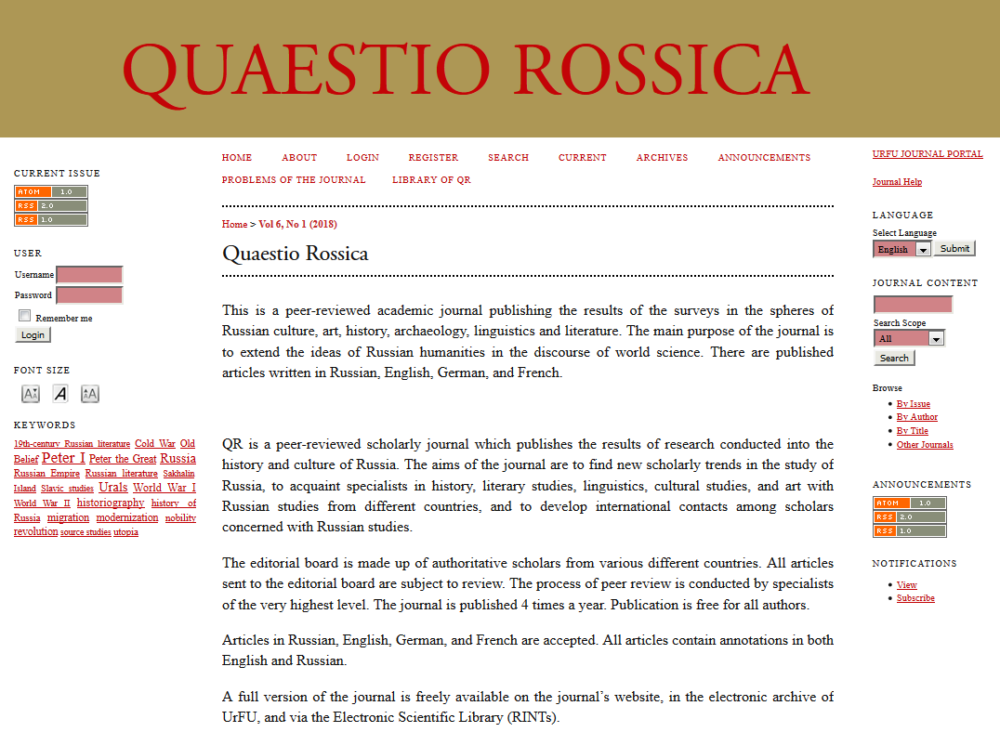 QUAESTIO ROSSICA
HOME ABOUT LOGIN REGISTER SEARCH CURRENT ARCHIVES ANNOUNCEMENTS
PROBLEMS OF THE JOURNAL LIBRARY OF QR
CURRENT ISSUE
ATOM 1.0
RSS 2.0
RSS 1.0
USER
Username
Password
Remember me
Login
FONT SIZE
A A A
KEYWORDS
19th-century Russian literature Cold War Old
Belief Peter I Peter the Great Russia
Russian Empire Russian literature Sakhalin
Island Slavic studies Urals World War I
World War II historiography history of
Russia migration modernization nobility
revolution source studies utopia
Home > Vol 6, No 1 (2018)
Quaestio Rossica
This is a peer-reviewed academic journal publishing the results of the surveys in the spheres of
Russian culture, art, history, archaeology, linguistics and literature. The main purpose of the journal is
to extend the ideas of Russian humanities in the discourse of world science. There are published
articles written in Russian, English, German, and French.
QR is a peer-reviewed scholarly journal which publishes the results of research conducted into the
history and culture of Russia. The aims of the journal are to find new scholarly trends in the study of
Russia, to acquaint specialists in history, literary studies, linguistics, cultural studies, and art with
Russian studies from different countries, and to develop international contacts among scholars
concerned with Russian studies.
The editorial board is made up of authoritative scholars from various different countries. All articles
sent to the editorial board are subject to review. The process of peer review is conducted by specialists
of the very highest level. The journal is published 4 times a year. Publication is free for all authors.
Articles in Russian, English, German, and French are accepted. All articles contain annotations in both
English and Russian.
A full version of the journal is freely available on the journal's website, in the electronic archive of
UrFU, and via the Electronic Scientific Library (RINTs).
URFU JOURNAL PORTAL
Journal Help
LANGUAGE
Select Language
English Submit
JOURNAL CONTENT
Search Scope
All
Search
Browse
• By Issue
• By Author
• By Title
• Other Journals
ANNOUNCEMENTS
ATOM 1.0
RSS 2.0
RSS 1.0
NOTIFICATIONS
• View
• Subscribe